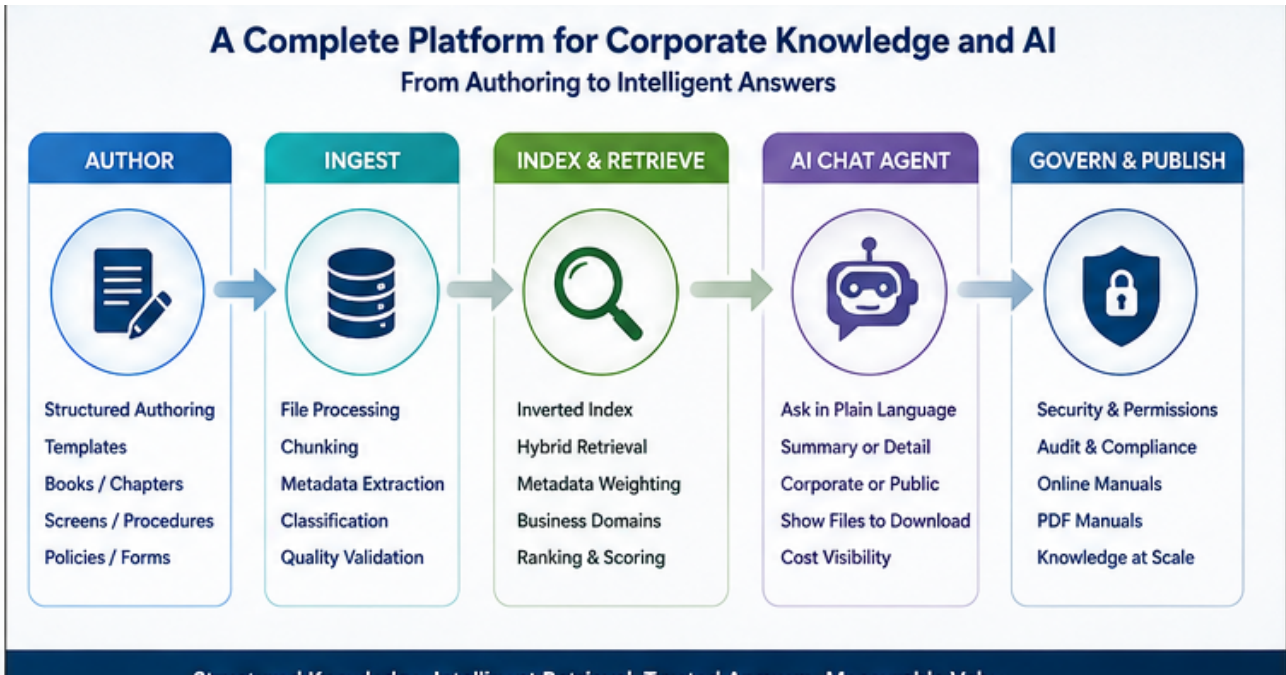 A Complete Platform for Corporate Knowledge and AI
From Authoring to Intelligent Answers
AUTHOR
Structured Authoring
Templates
Books / Chapters
Screens / Procedures
Policies / Forms
INGEST
File Processing
Chunking
Metadata Extraction
Classification
Quality Validation
INDEX & RETRIEVE
Inverted Index
Hybrid Retrieval
Metadata Weighting
Business Domains
Ranking & Scoring
AI CHAT AGENT
Ask in Plain Language
Summary or Detail
Corporate or Public
Show Files to Download
Cost Visibility
GOVERN & PUBLISH
Security & Permissions
Audit & Compliance
Online Manuals
PDF Manuals
Knowledge at Scale